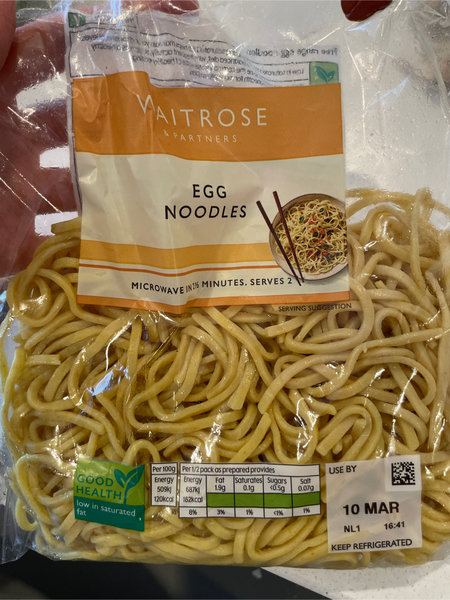 WAITROSE
& PARTNERS
EGG
NOODLES
MICROWAVE IN 2½ MINUTES. SERVES 2
SERVING SUGGESTION
GOOD
HEALTH
low in saturated
fat
Per 100g
Energy
509kJ
120kcal
Per 1/2 pack as prepared provides
Energy
687kJ
162kcal
8%
Fat
1.9g
3%
Saturates
0.1g
1%
Sugars
<0.5g
<1%
Salt
0.07g
1%
USE BY
10 MAR
NL1 16:41
KEEP REFRIGERATED